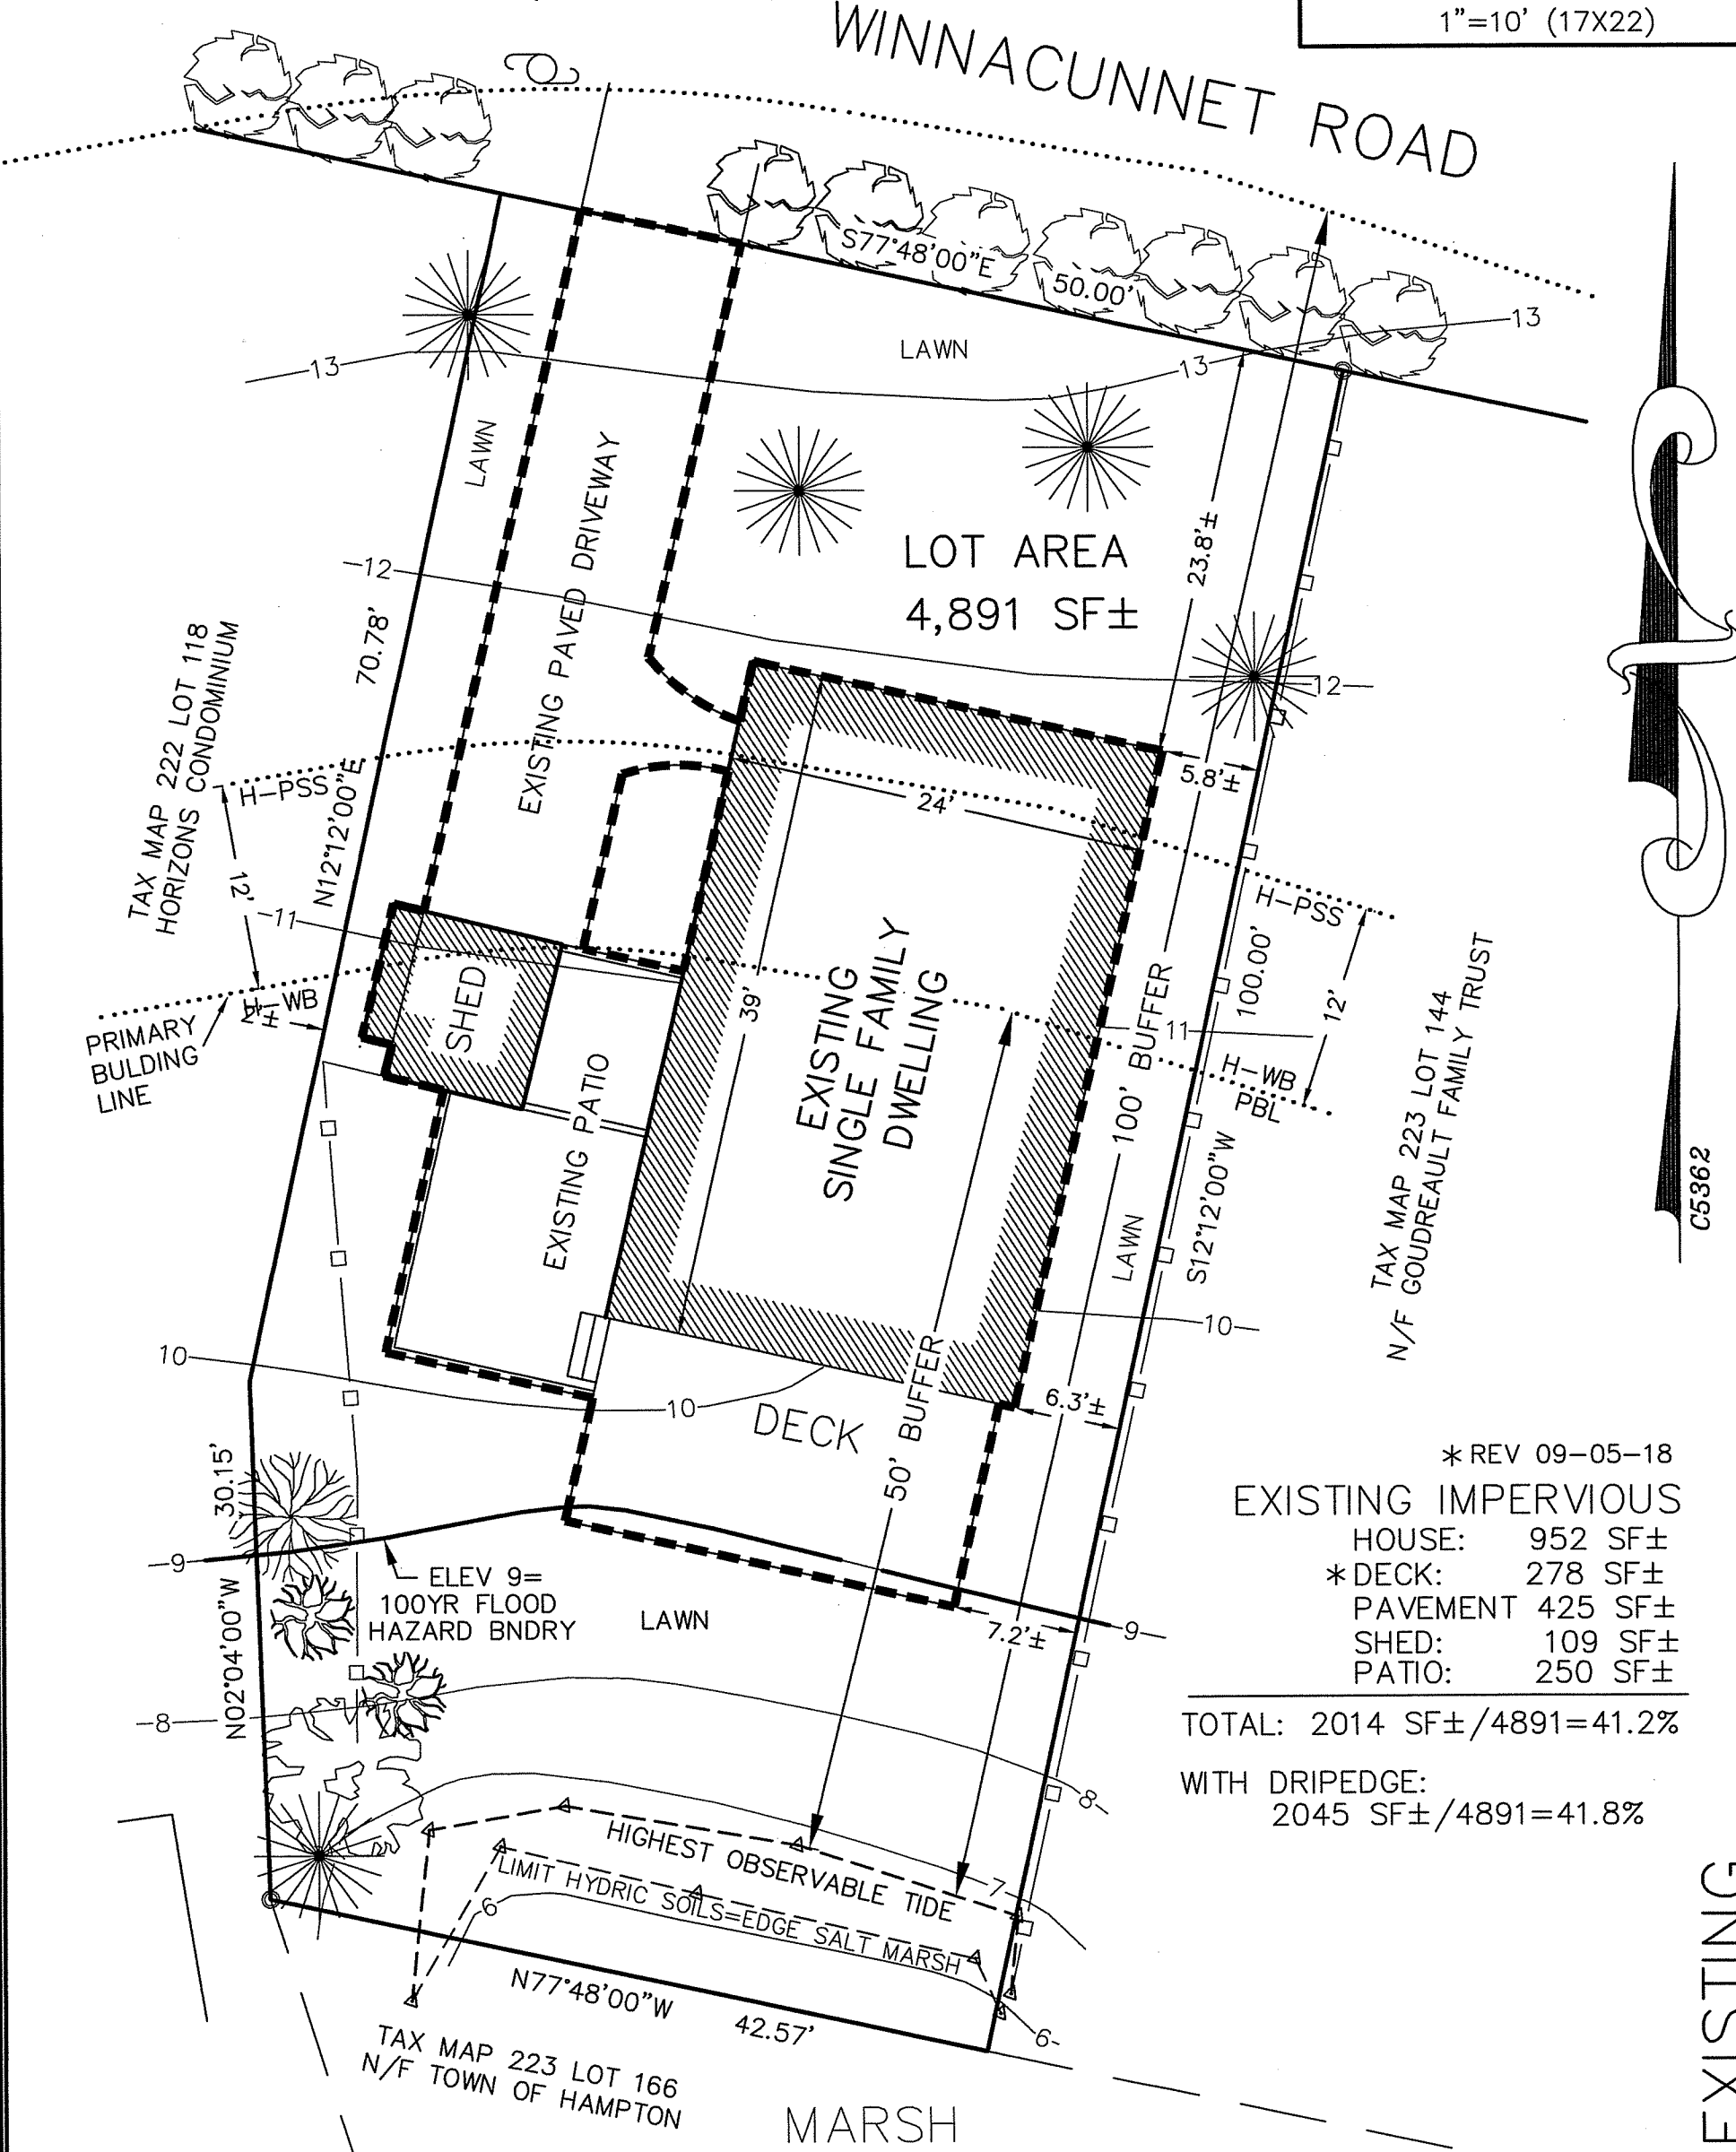 1"=10' (17X22)
WINNACUNNET ROAD
S77°48'00"E
50.00'
13
13
13
LAWN
LAWN
EXISTING PAVED DRIVEWAY
LOT AREA
4,891 SF±
23.8'±
12
12
70.78'
N12°12'00"E
TAX MAP 222 LOT 118
HORIZONS CONDOMINIUM
H-PSS
12'
11
H-WB
PRIMARY
BULDING
LINE
SHED
24'
5.8'±
39'
EXISTING
SINGLE FAMILY
DWELLING
100' BUFFER
H-PSS
100.00'
12'
11
H-WB
PBL
S12°12'00"W
LAWN
TAX MAP 223 LOT 144
N/F GOUDREAULT FAMILY TRUST
C5362
EXISTING PATIO
10
10
10
DECK
50' BUFFER
6.3'±
30.15'
N02°04'00"W
9
ELEV 9=
100YR FLOOD
HAZARD BNDRY
LAWN
7.2'±
9
8
8
*REV 09-05-18
EXISTING IMPERVIOUS
HOUSE: 952 SF±
*DECK: 278 SF±
PAVEMENT 425 SF±
SHED: 109 SF±
PATIO: 250 SF±
TOTAL: 2014 SF±/4891=41.2%
WITH DRIPEDGE:
2045 SF±/4891=41.8%
HIGHEST OBSERVABLE TIDE
7
LIMIT HYDRIC SOILS=EDGE SALT MARSH
6
6
N77°48'00"W
42.57'
TAX MAP 223 LOT 166
N/F TOWN OF HAMPTON
MARSH
EXISTING